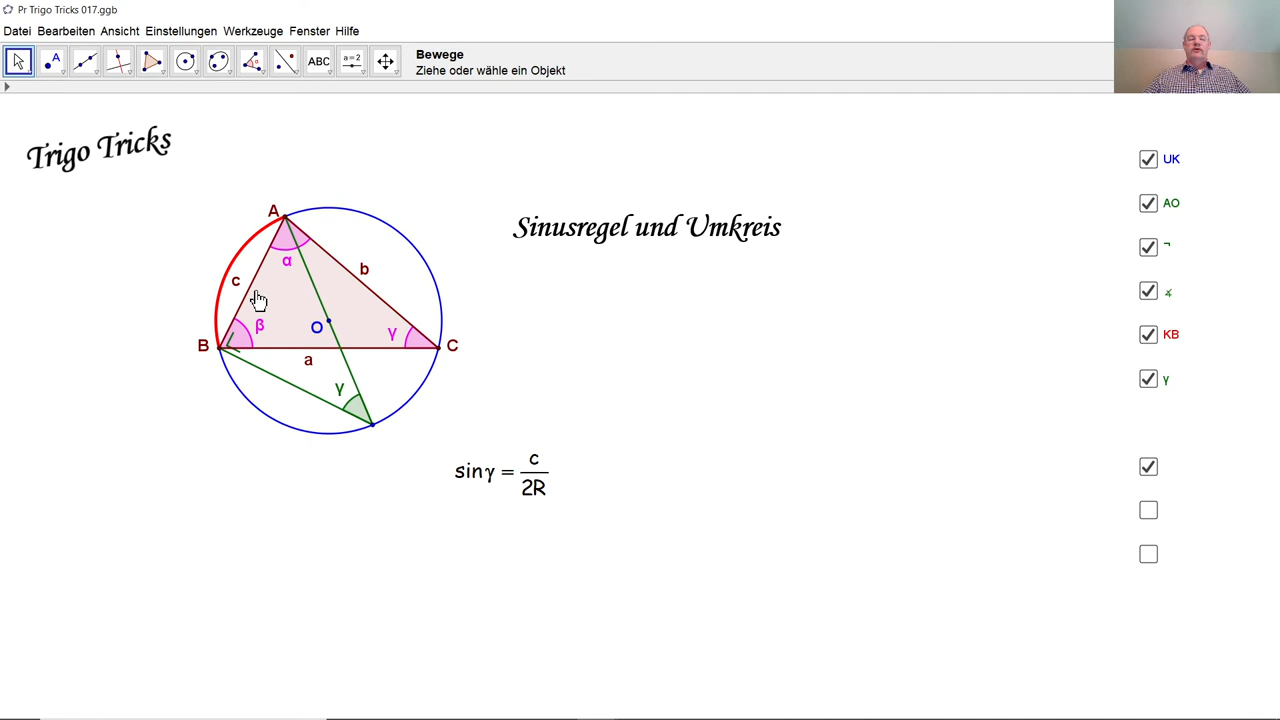 Pr Trigo Tricks 017.ggb
Datei Bearbeiten Ansicht Einstellungen Werkzeuge Fenster Hilfe
A
ABC
a=2
Bewege
Ziehe oder wähle ein Objekt
Trigo Tricks
Sinusregel und Umkreis
A
α
b
c
β
O
γ
B
a
C
γ
sinγ = c/2R
UK
AO
¬
∡
KB
γ